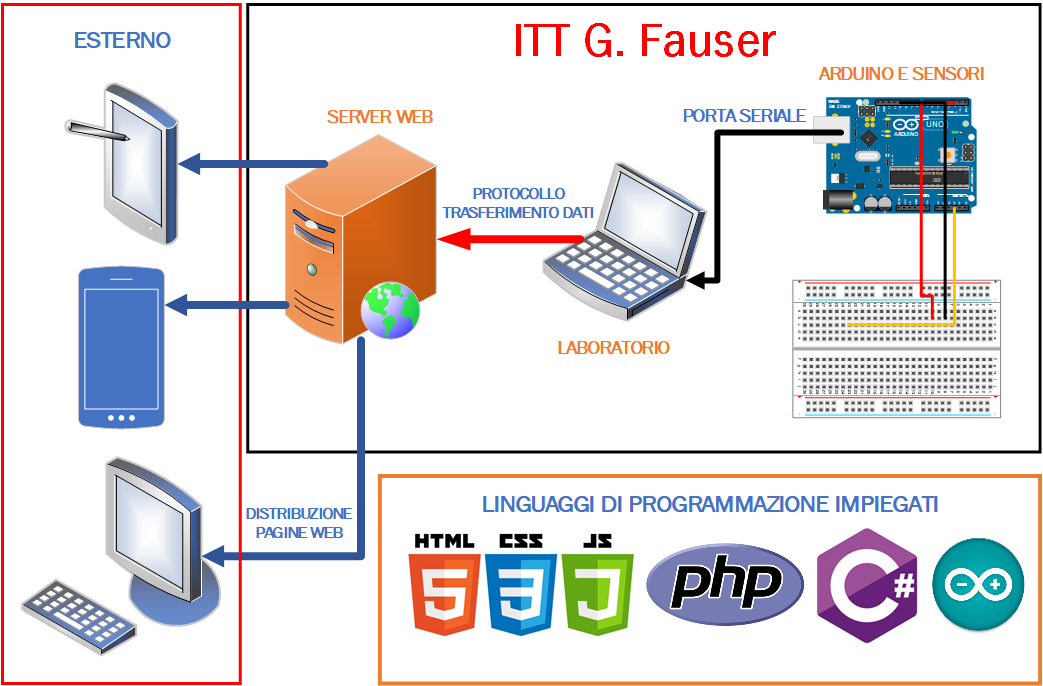 ESTERNO
ITT G. Fauser
ARDUINO E SENSORI
SERVER WEB
PORTA SERIALE
UNO
ARDUINO
PROTOCOLLO
TRASFERIMENTO DATI
LABORATORIO
DISTRIBUZIONE
PAGINE WEB
LINGUAGGI DI PROGRAMMAZIONE IMPIEGATI
HTML CSS JS
5 3 J php C#